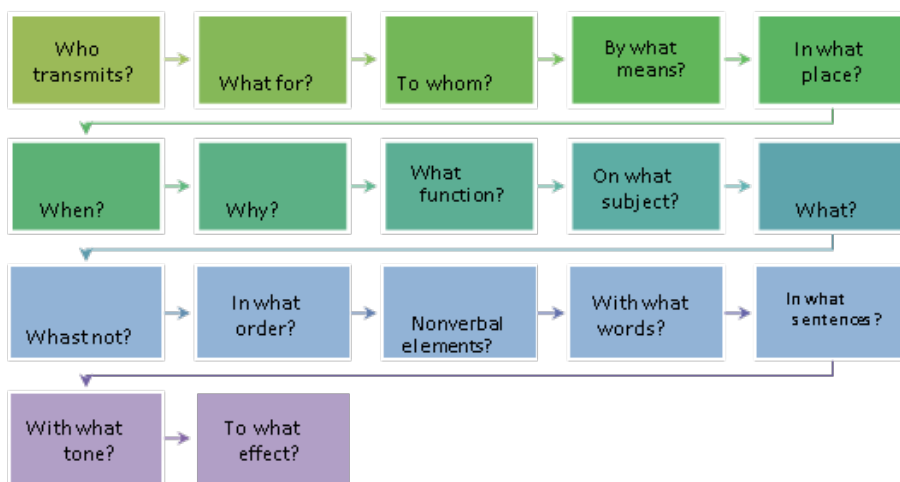 Who
transmits?
What for?
To whom?
By what
means?
In what
place?
When?
Why?
What
function?
On what
subject?
What?
Whast not?
In what
order?
Nonverbal
elements?
With what
words?
In what
sentences?
With what
tone?
To what
effect?